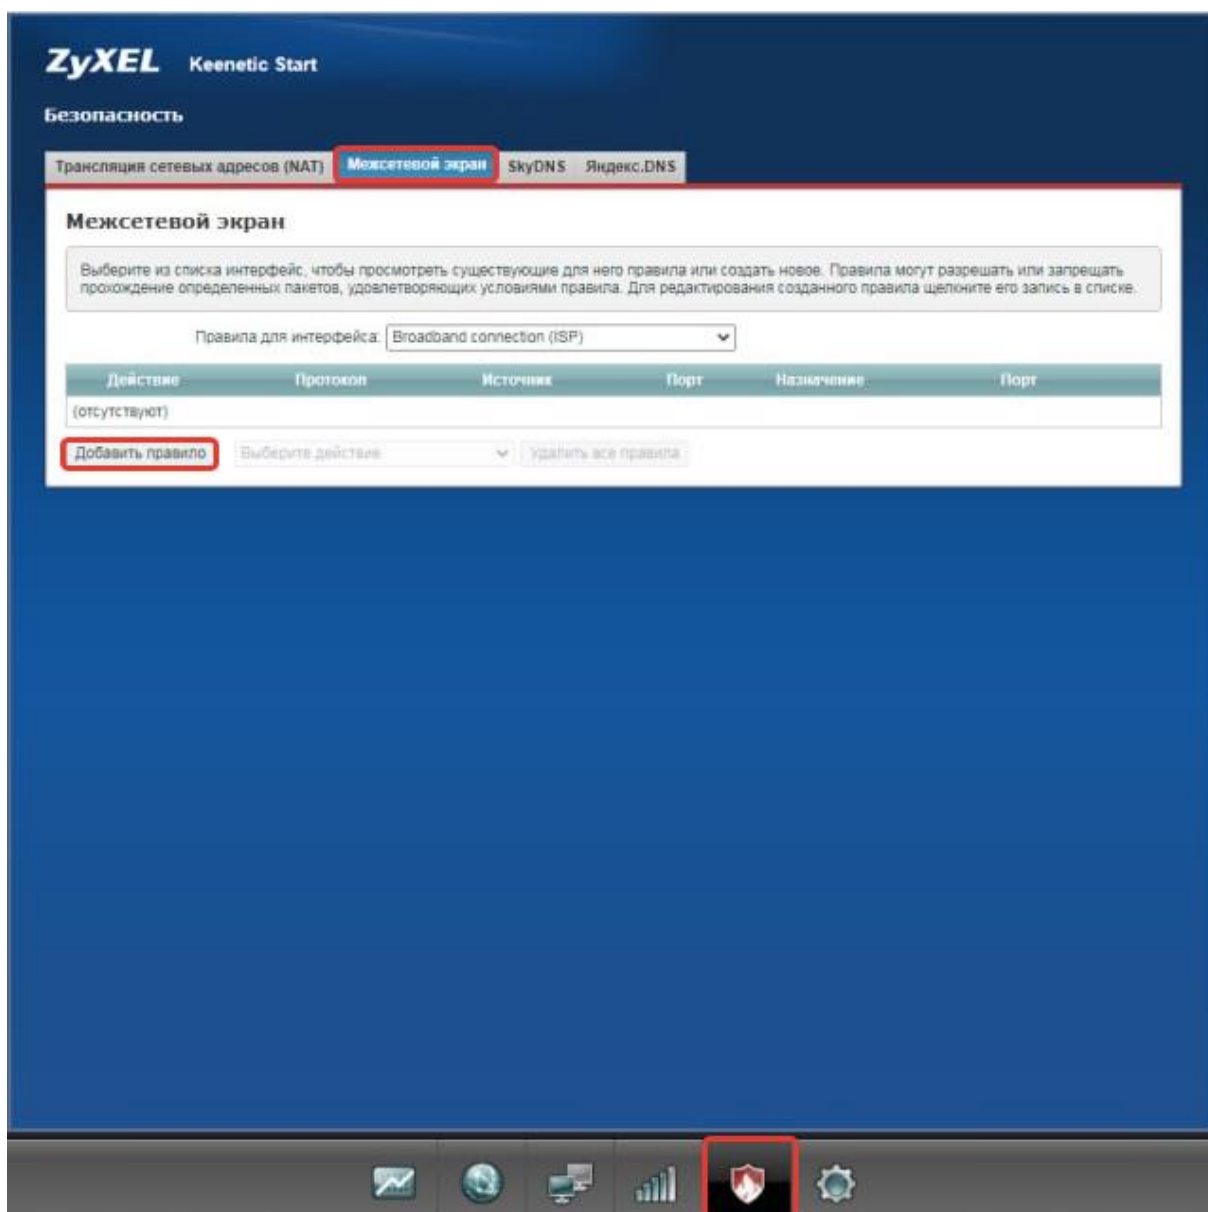 ZyXEL Keenetic Start
Безопасность
Трансляция сетевых адресов (NAT) Межсетевой экран SkyDNS Яндекс.DNS
Межсетевой экран
Выберите из списка интерфейс, чтобы просмотреть существующие для него правила или создать новое. Правила могут разрешать или запрещать
прохождение определенных пакетов, удовлетворяющих условиями правила. Для редактирования созданного правила щелкните его запись в списке.
Правила для интерфейса: Broadband connection (ISP)
Действие Протокол Источник Порт Назначение Порт
(отсутствуют)
Добавить правило Выберите действие Удалить все правила